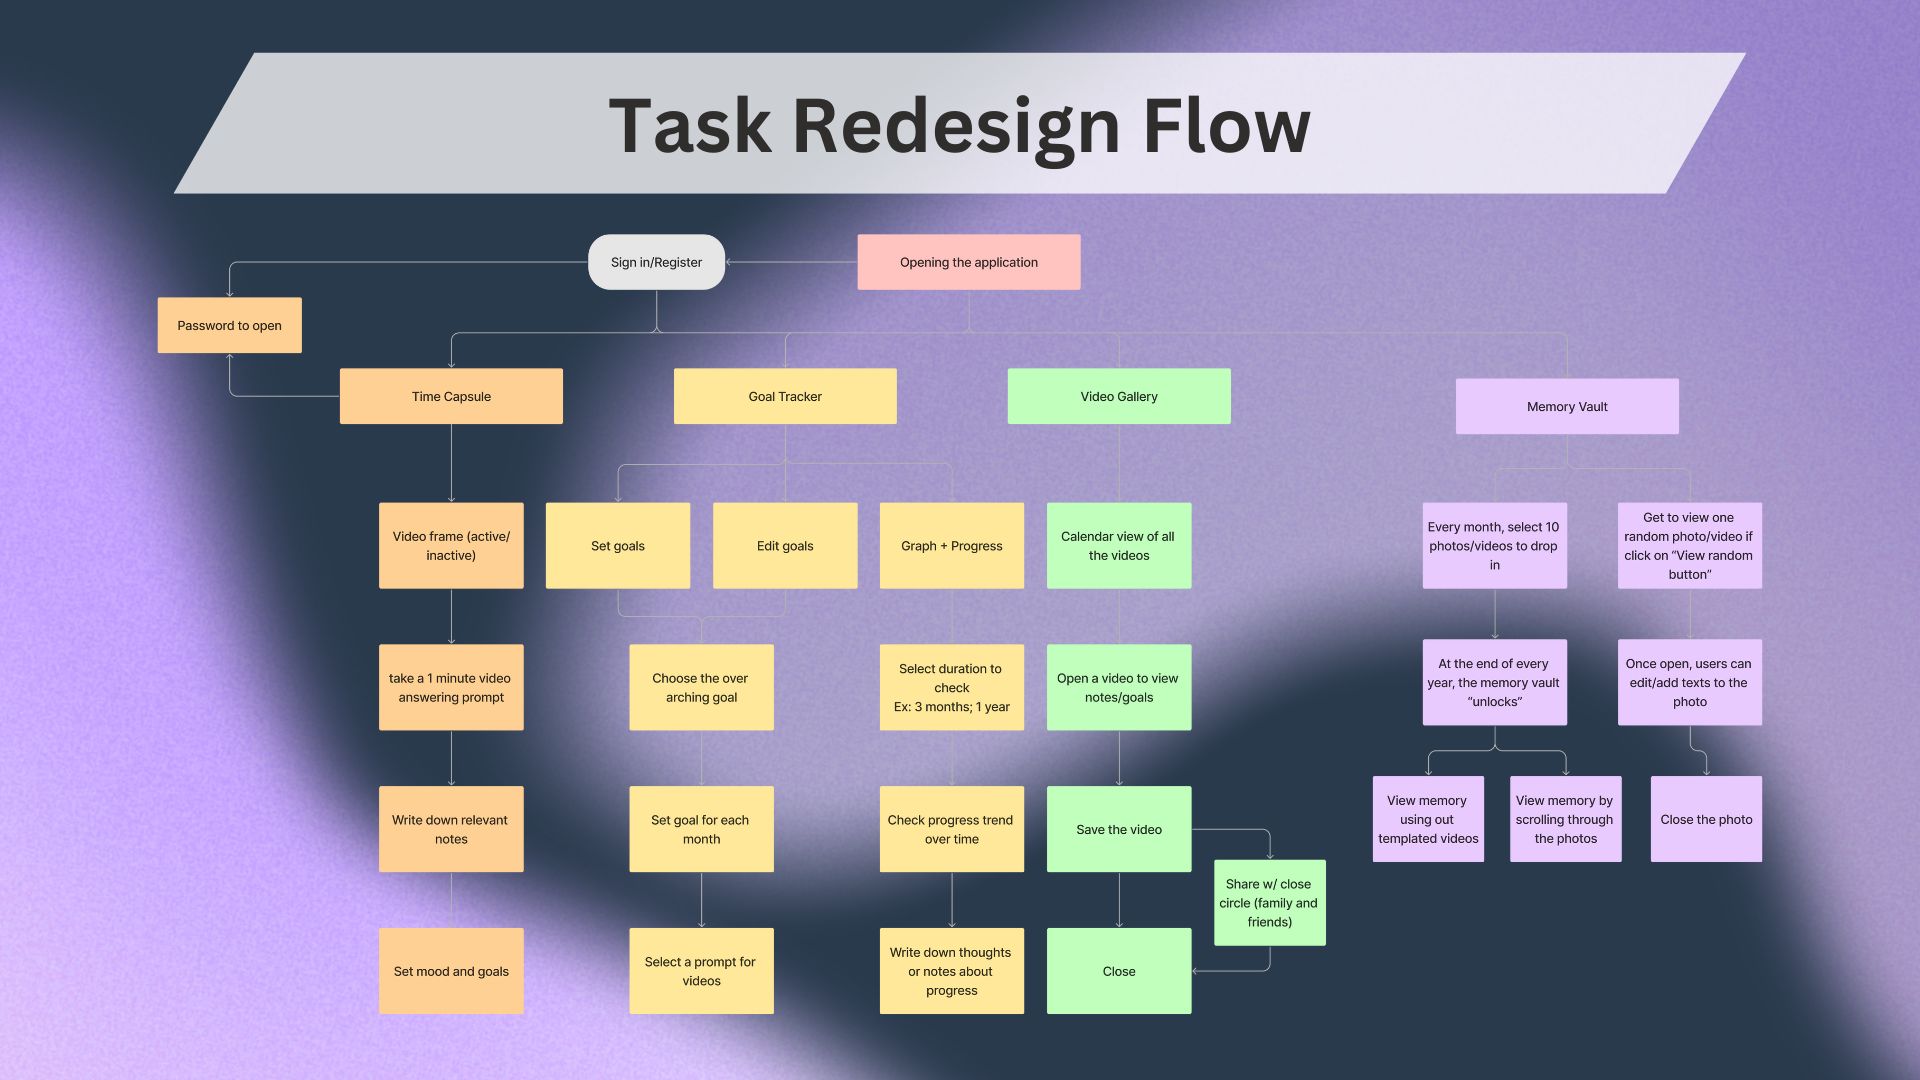 Task Redesign Flow
Sign in/Register
Opening the application
Password to open
Time Capsule
Goal Tracker
Video Gallery
Memory Vault
Video frame (active/
inactive)
Set goals
Edit goals
Graph + Progress
Calendar view of all
the videos
Every month, select 10
photos/videos to drop
in
Get to view one
random photo/video if
click on “View random
button”
take a 1 minute video
answering prompt
Choose the over
arching goal
Select duration to
check
Ex: 3 months; 1 year
Open a video to view
notes/goals
At the end of every
year, the memory vault
“unlocks”
Once open, users can
edit/add texts to the
photo
Write down relevant
notes
Set goal for each
month
Check progress trend
over time
Save the video
Share w/ close
circle (family and
friends)
View memory
using out
templated videos
View memory by
scrolling through
the photos
Close the photo
Set mood and goals
Select a prompt for
videos
Write down thoughts
or notes about
progress
Close